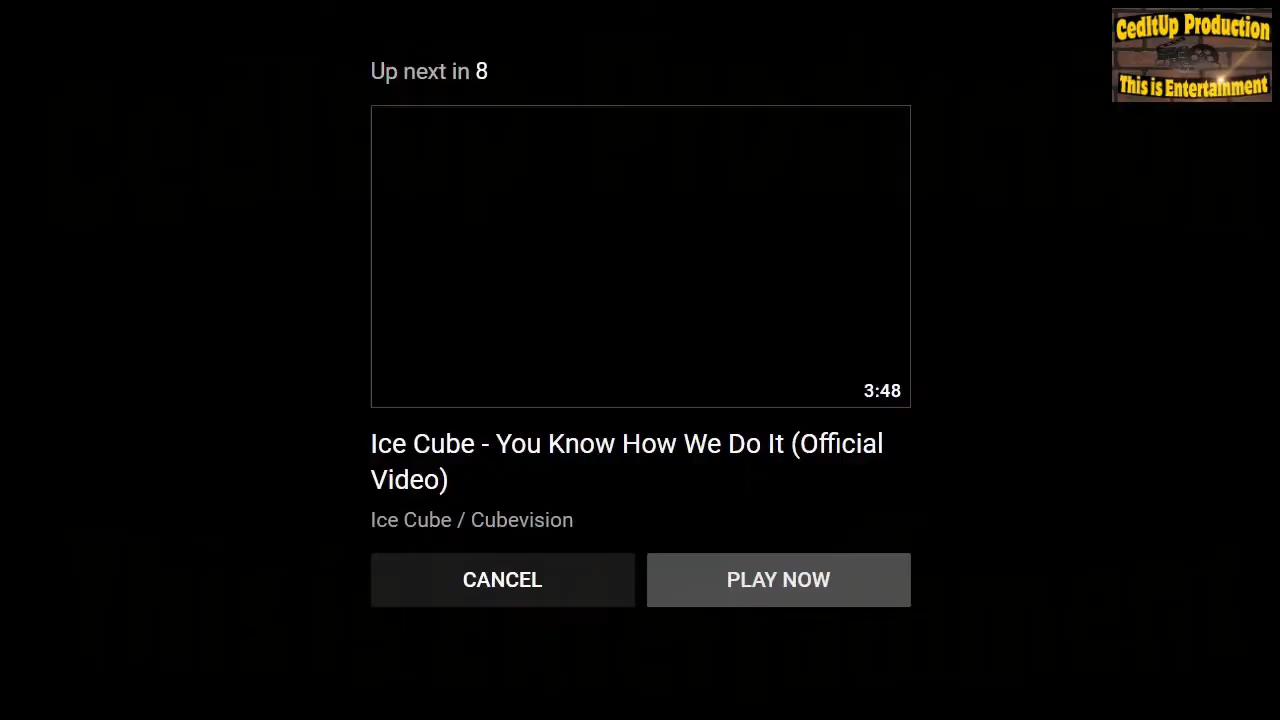 CedItUp Production
This is Entertainment
Up next in 8
3:48
Ice Cube - You Know How We Do It (Official
Video)
Ice Cube / Cubevision
CANCEL
PLAY NOW